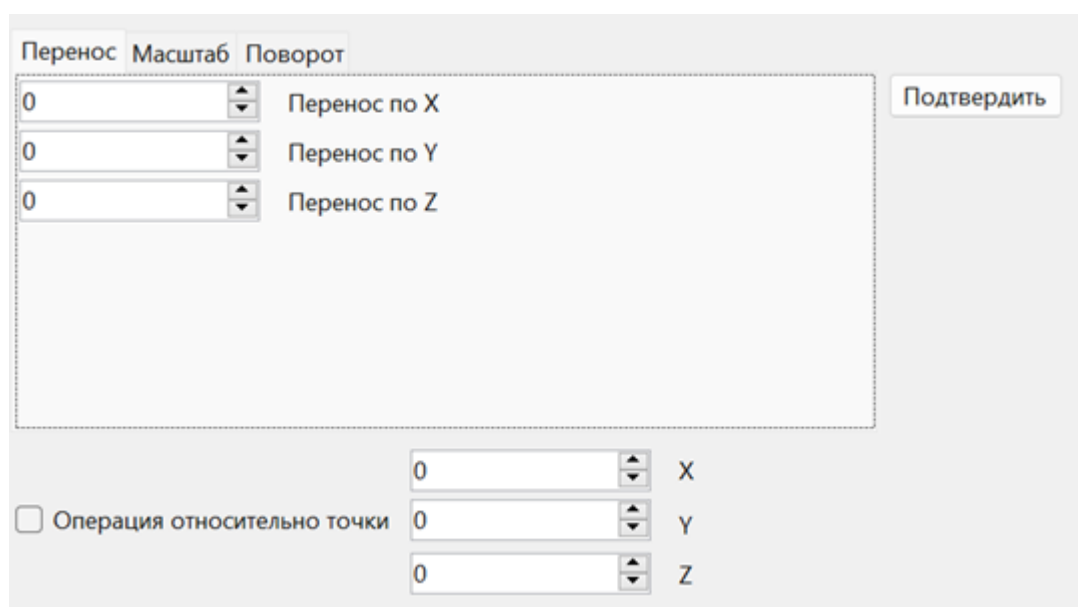 Перенос Масштаб Поворот
0 Перенос по X Подтвердить
0 Перенос по Y
0 Перенос по Z
0 X
Операция относительно точки 0 Y
0 Z